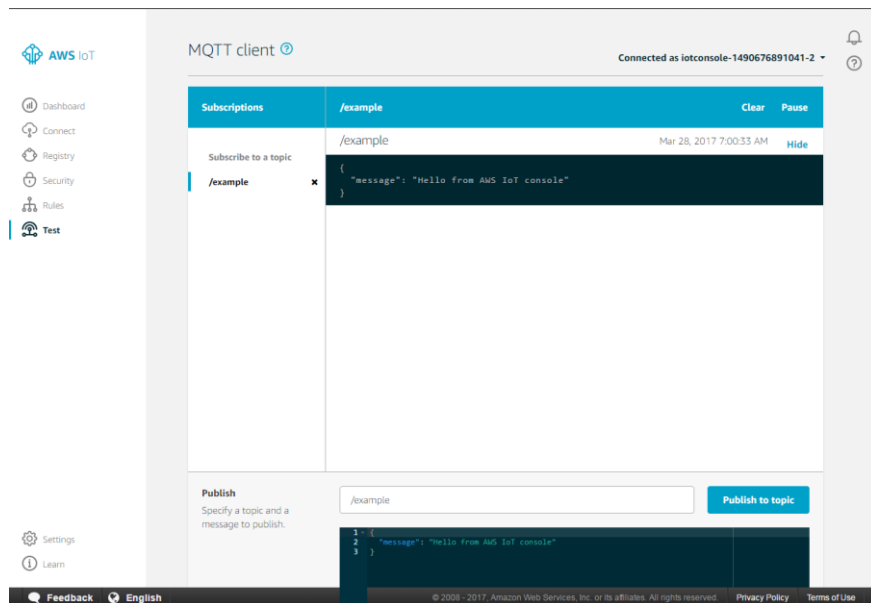 AWS IoT
Dashboard
Connect
Registry
Security
Rules
Test
Settings
Learn
MQTT client
Connected as iotconsole-1490676891041-2
Subscriptions
/example
Clear
Pause
Subscribe to a topic
/example
/example
Mar 28, 2017 7:00:33 AM
Hide
{
"message": "Hello from AWS IoT console"
}
Publish
Specify a topic and a
message to publish.
/example
Publish to topic
1 {
2 "message": "Hello from AWS IoT console"
3 }
Feedback
English
© 2008 - 2017, Amazon Web Services, Inc. or its affiliates. All rights reserved.
Privacy Policy
Terms of Use